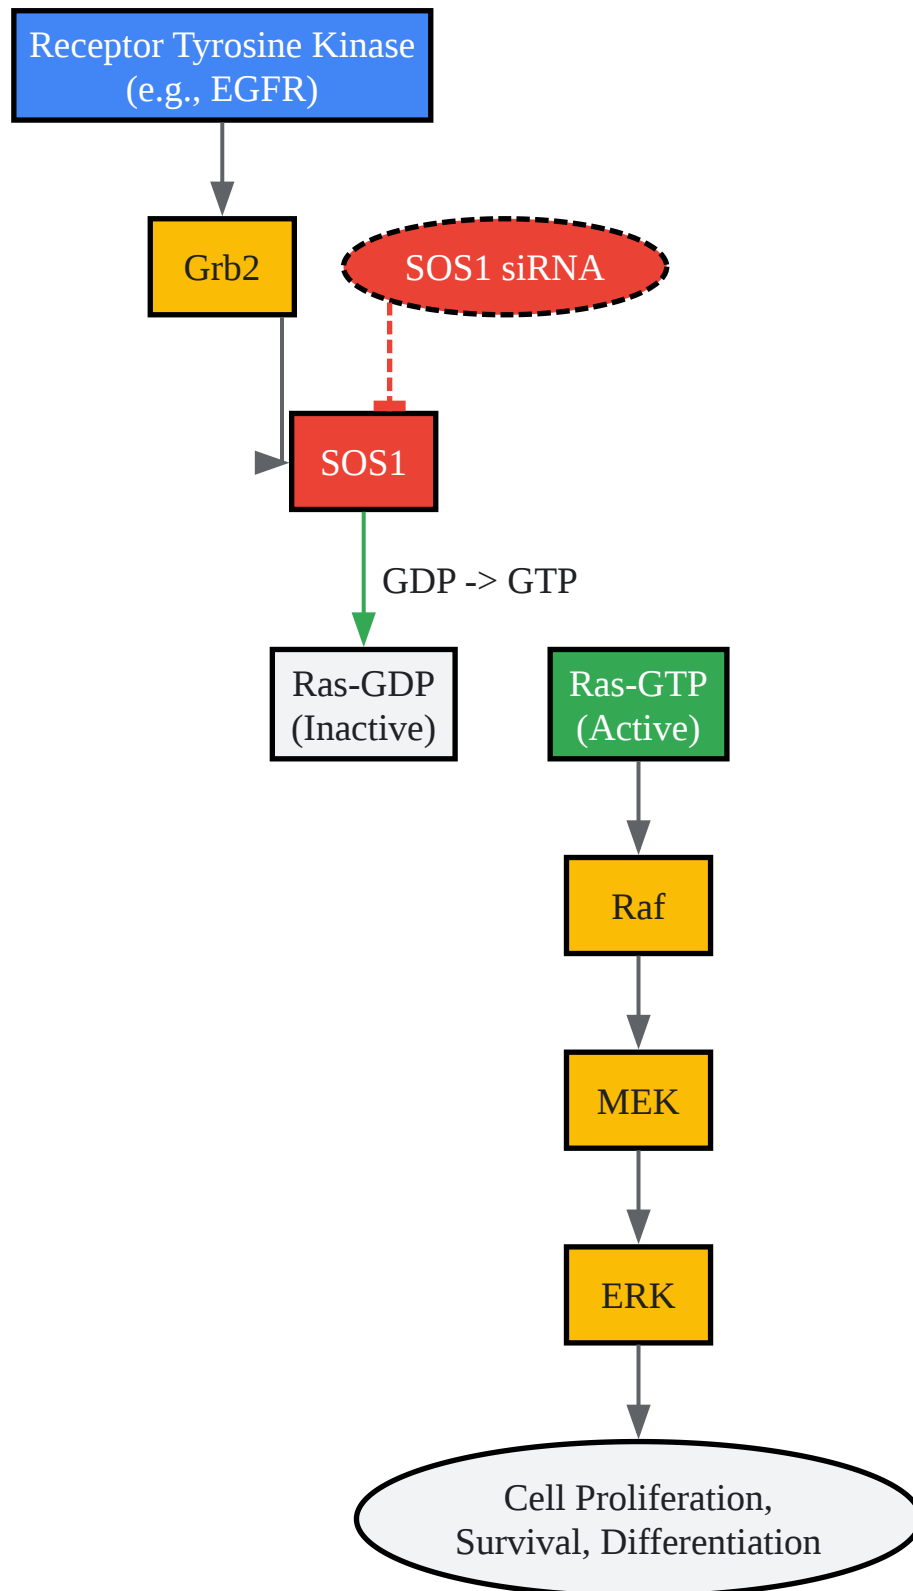 Receptor Tyrosine Kinase
(e.g., EGFR)
Grb2
SOS1 siRNA
SOS1
GDP -> GTP
Ras-GDP
(Inactive)
Ras-GTP
(Active)
Raf
MEK
ERK
Cell Proliferation,
Survival, Differentiation